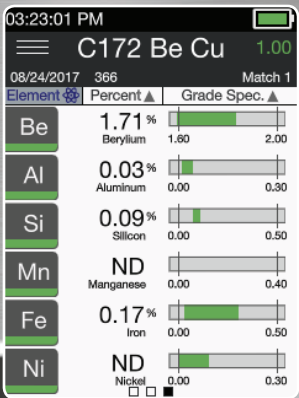 03:23:01 PM
C172 Be Cu 1.00
08/24/2017 366 Match 1
Element Percent Grade Spec.
Be 1.71 %
Berylium 1.60 2.00
Al 0.03 %
Aluminum 0.00 0.30
Si 0.09 %
Silicon 0.00 0.50
Mn ND
Manganese 0.00 0.40
Fe 0.17 %
Iron 0.00 0.50
Ni ND
Nickel 0.00 0.30